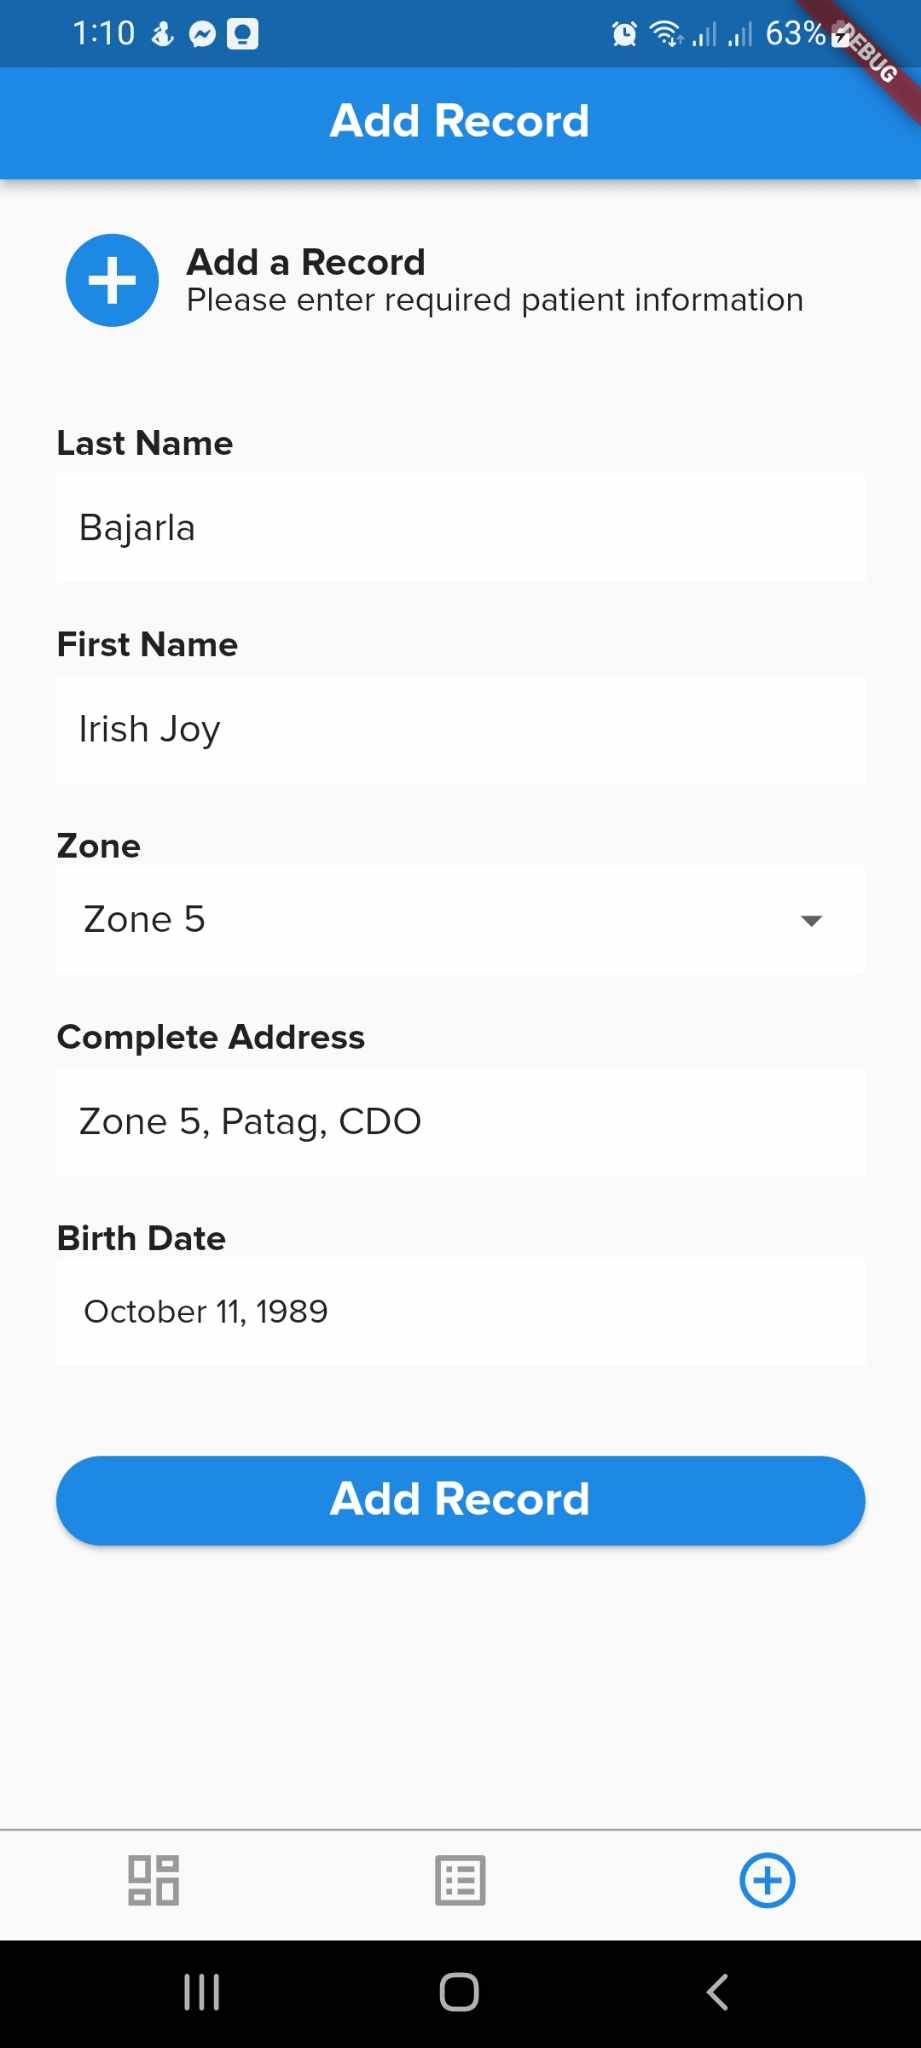 1:10
63%
DEBUG
Add Record
Add a Record
Please enter required patient information
Last Name
Bajarla
First Name
Irish Joy
Zone
Zone 5
Complete Address
Zone 5, Patag, CDO
Birth Date
October 11, 1989
Add Record